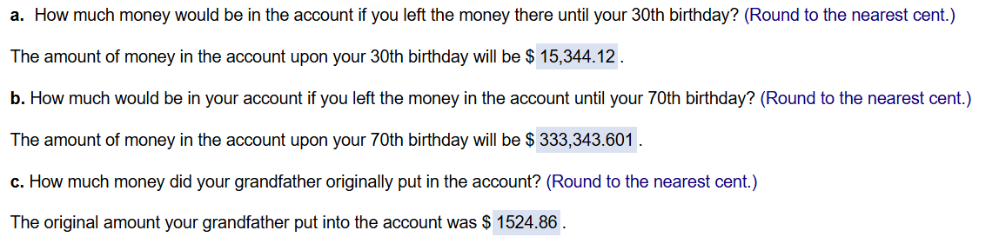 a. How much money would be in the account if you left the money there until your 30th birthday? (Round to the nearest cent.)
The amount of money in the account upon your 30th birthday will be $ 15,344.12 .
b. How much would be in your account if you left the money in the account until your 70th birthday? (Round to the nearest cent.)
The amount of money in the account upon your 70th birthday will be $ 333,343.601 .
c. How much money did your grandfather originally put in the account? (Round to the nearest cent.)
The original amount your grandfather put into the account was $ 1524.86 .